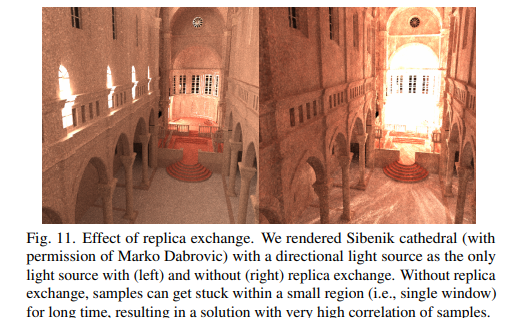 Fig. 11. Effect of replica exchange. We rendered Sibenik cathedral (with
permission of Marko Dabrovic) with a directional light source as the only
light source with (left) and without (right) replica exchange. Without replica
exchange, samples can get stuck within a small region (i.e., single window)
for long time, resulting in a solution with very high correlation of samples.